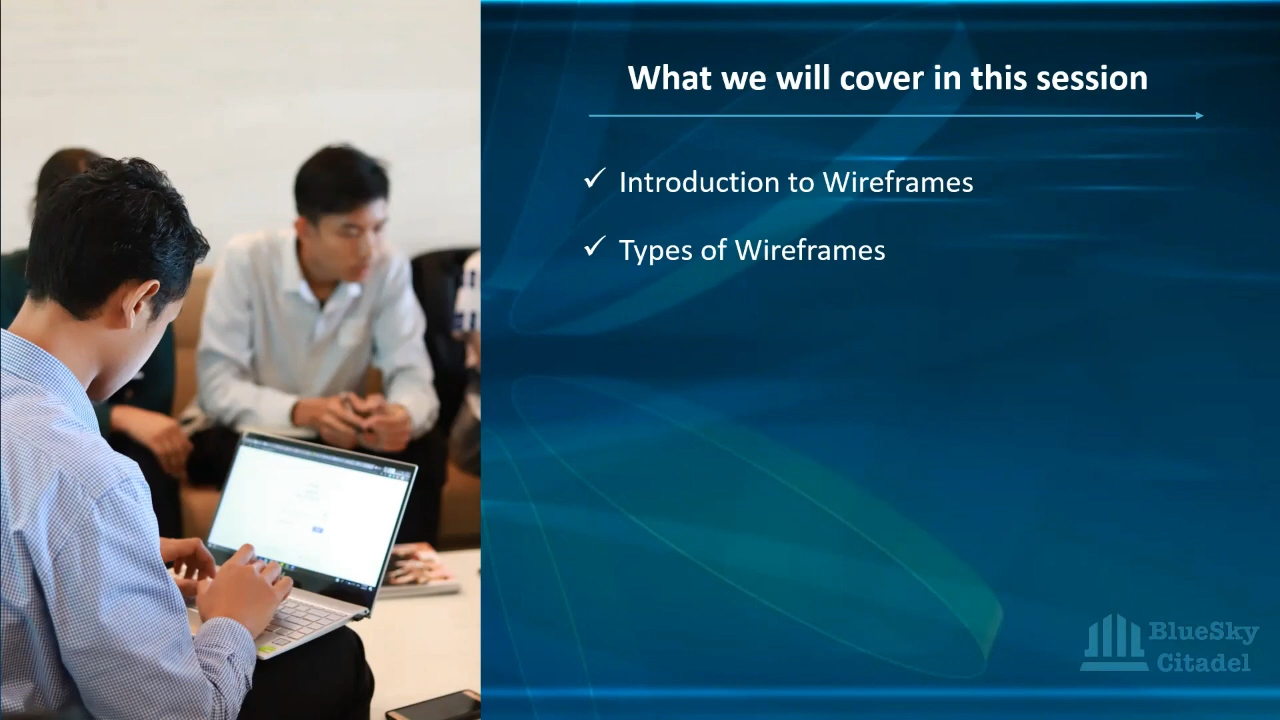 What we will cover in this session
✓ Introduction to Wireframes
✓ Types of Wireframes
BlueSky
Citadel